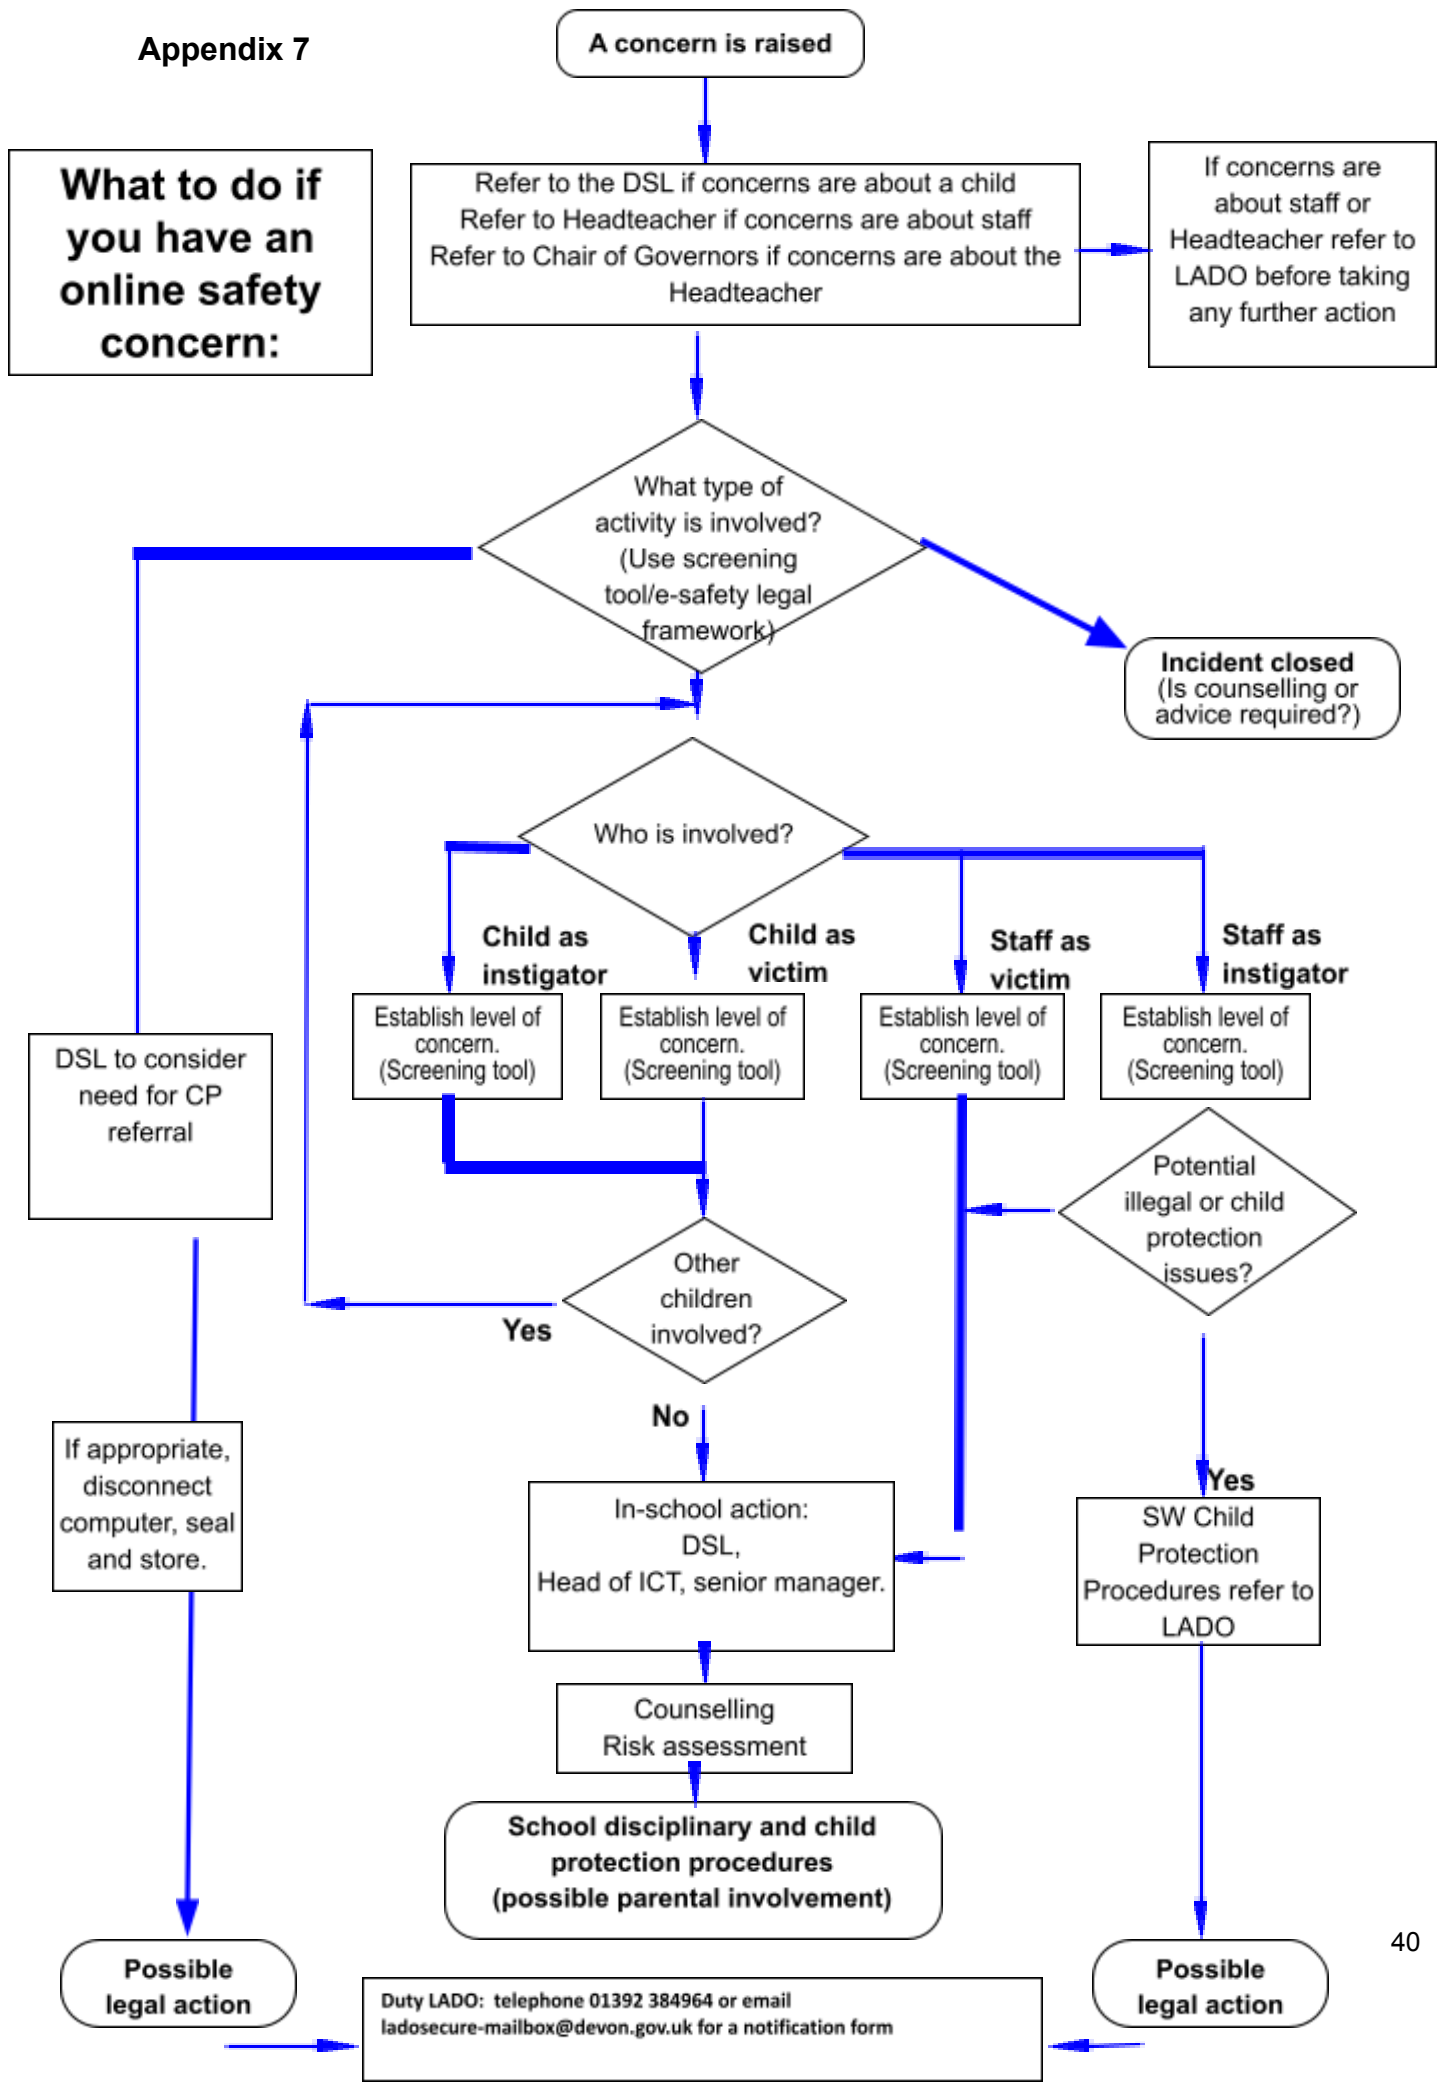 Appendix 7
A concern is raised
What to do if
you have an
online safety
concern:
Refer to the DSL if concerns are about a child
Refer to Headteacher if concerns are about staff
Refer to Chair of Governors if concerns are about the
Headteacher
If concerns are
about staff or
Headteacher refer to
LADO before taking
any further action
What type of
activity is involved?
(Use screening
tool/e-safety legal
framework)
Incident closed
(Is counselling or
advice required?)
Who is involved?
Child as
instigator
Child as
victim
Staff as
victim
Staff as
instigator
Establish level of
concern.
(Screening tool)
Establish level of
concern.
(Screening tool)
Establish level of
concern.
(Screening tool)
Establish level of
concern.
(Screening tool)
DSL to consider
need for CP
referral
Potential
illegal or child
protection
issues?
Other
children
involved?
Yes
No
Yes
If appropriate,
disconnect
computer, seal
and store.
In-school action:
DSL,
Head of ICT, senior manager.
SW Child
Protection
Procedures refer to
LADO
Counselling
Risk assessment
School disciplinary and child
protection procedures
(possible parental involvement)
40
Possible
legal action
Possible
legal action
Duty LADO: telephone 01392 384964 or email
ladosecure-mailbox@devon.gov.uk for a notification form